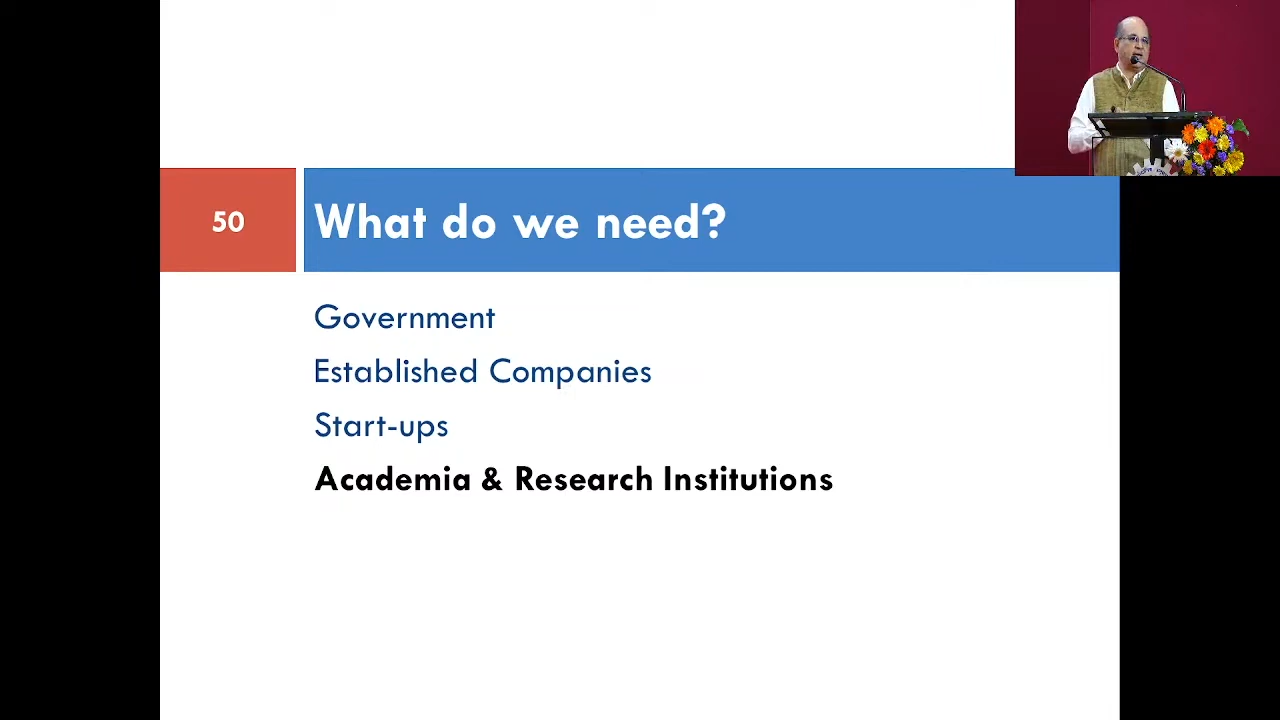 50
What do we need?
Government
Established Companies
Start-ups
Academia & Research Institutions